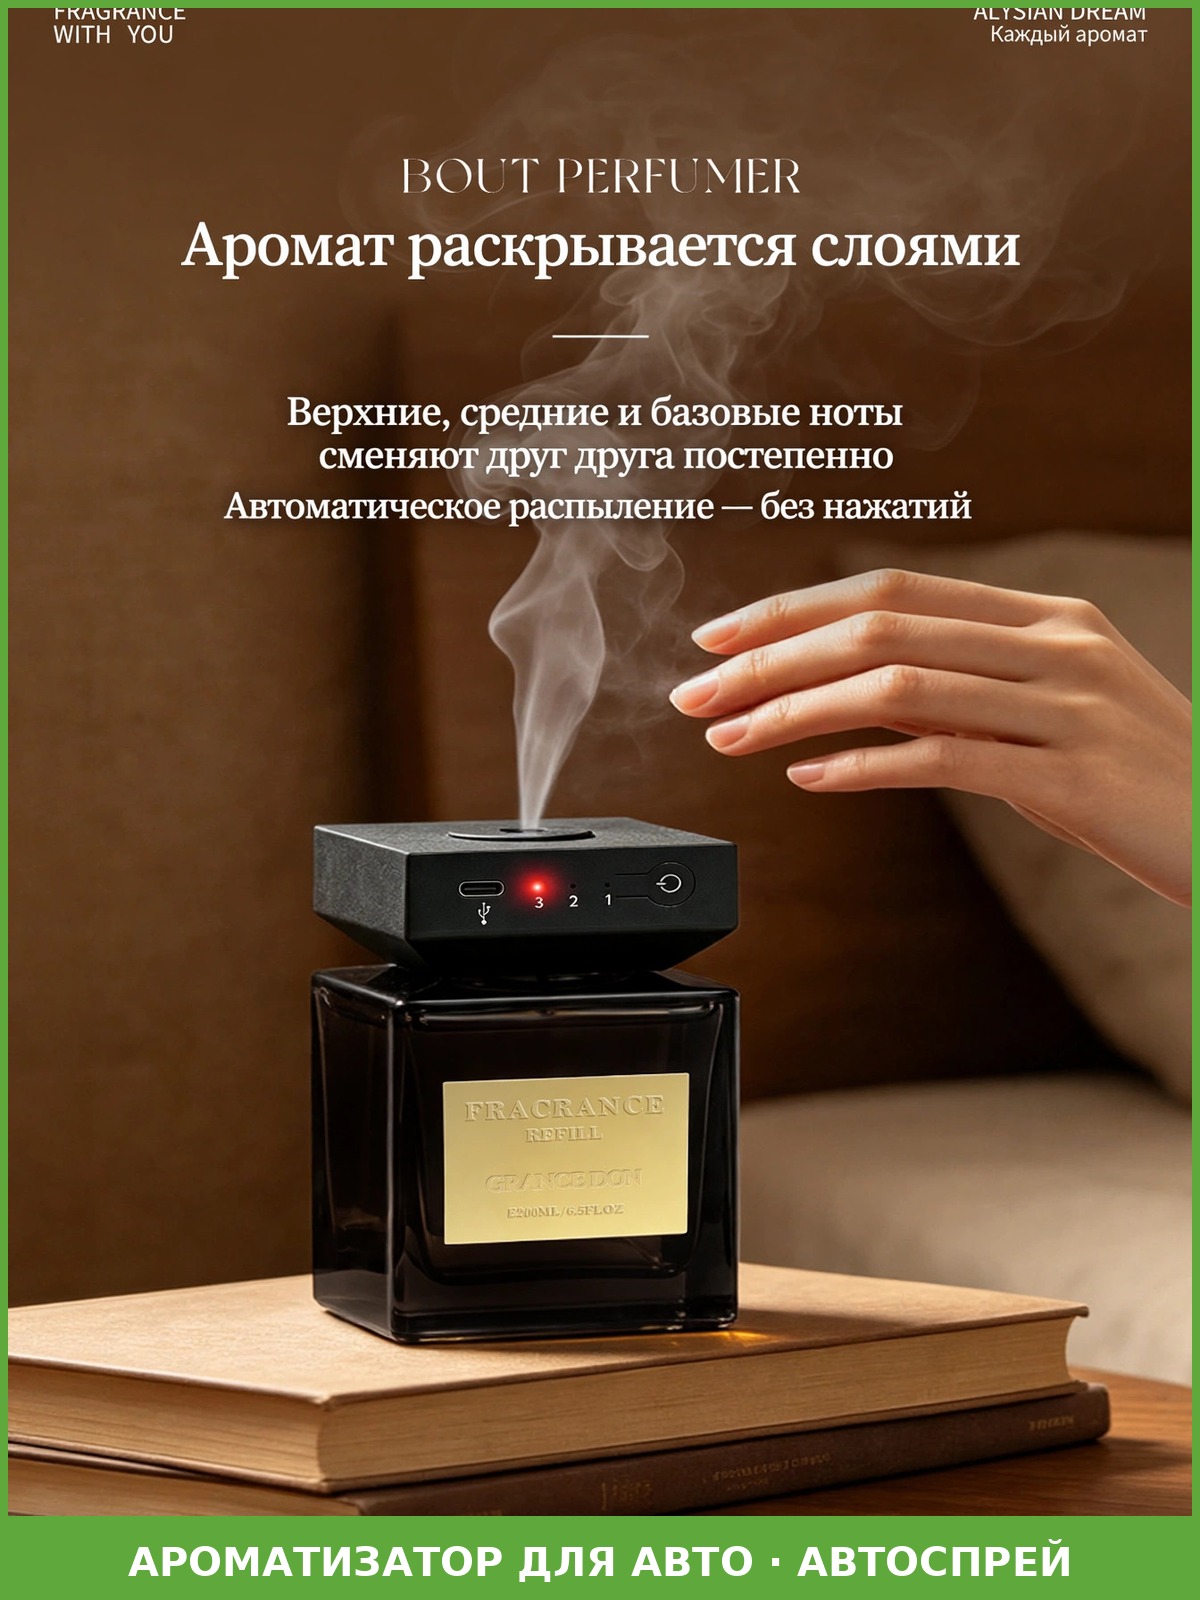 FRAGRANCE
WITH YOU
ALYSIAN DREAM
Каждый аромат
BOUT PERFUMER
Аромат раскрывается слоями
Верхние, средние и базовые ноты
сменяют друг друга постепенно
Автоматическое распыление — без нажатий
3 2 1
FRAGRANCE
REFILL
GRANCEDON
E200ML/6.5FLOZ
АРОМАТИЗАТОР ДЛЯ АВТО · АВТОСПРЕЙ